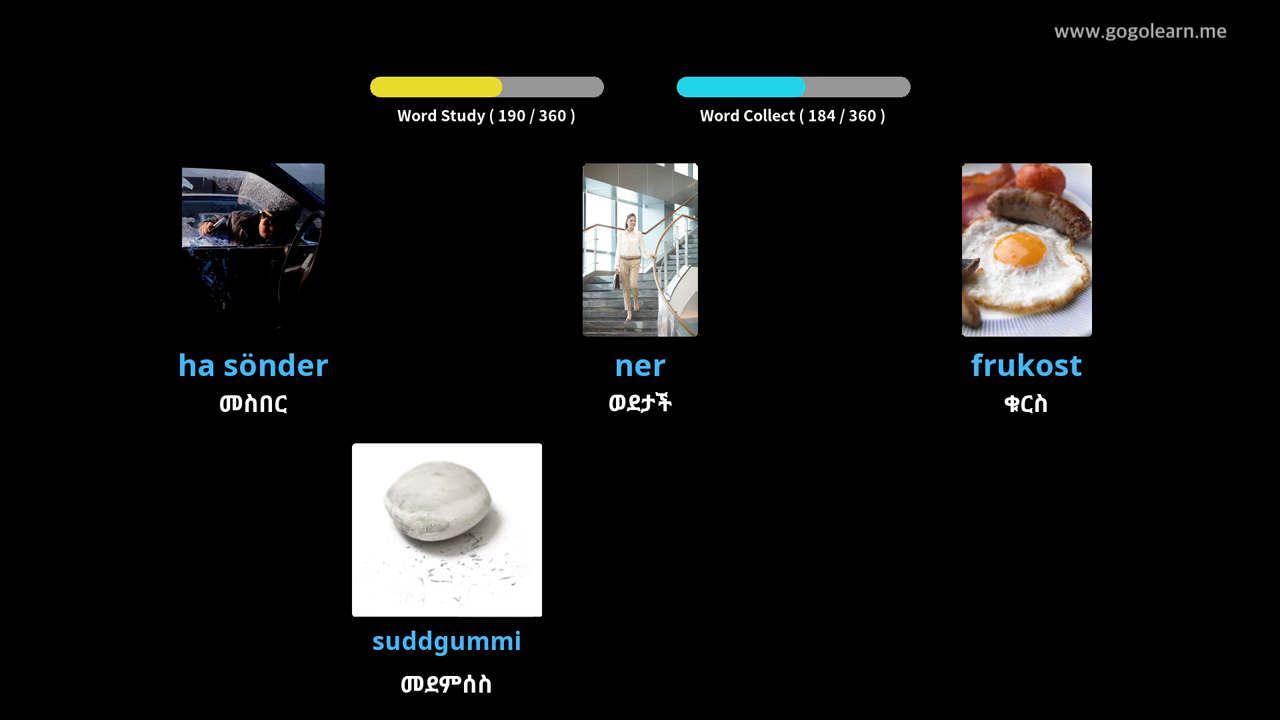 www.gogolearn.me
Word Study ( 190 / 360 )
Word Collect ( 184 / 360 )
ha sönder
መስበር
ner
ወደታች
frukost
ቁርስ
suddgummi
መደምሰስ